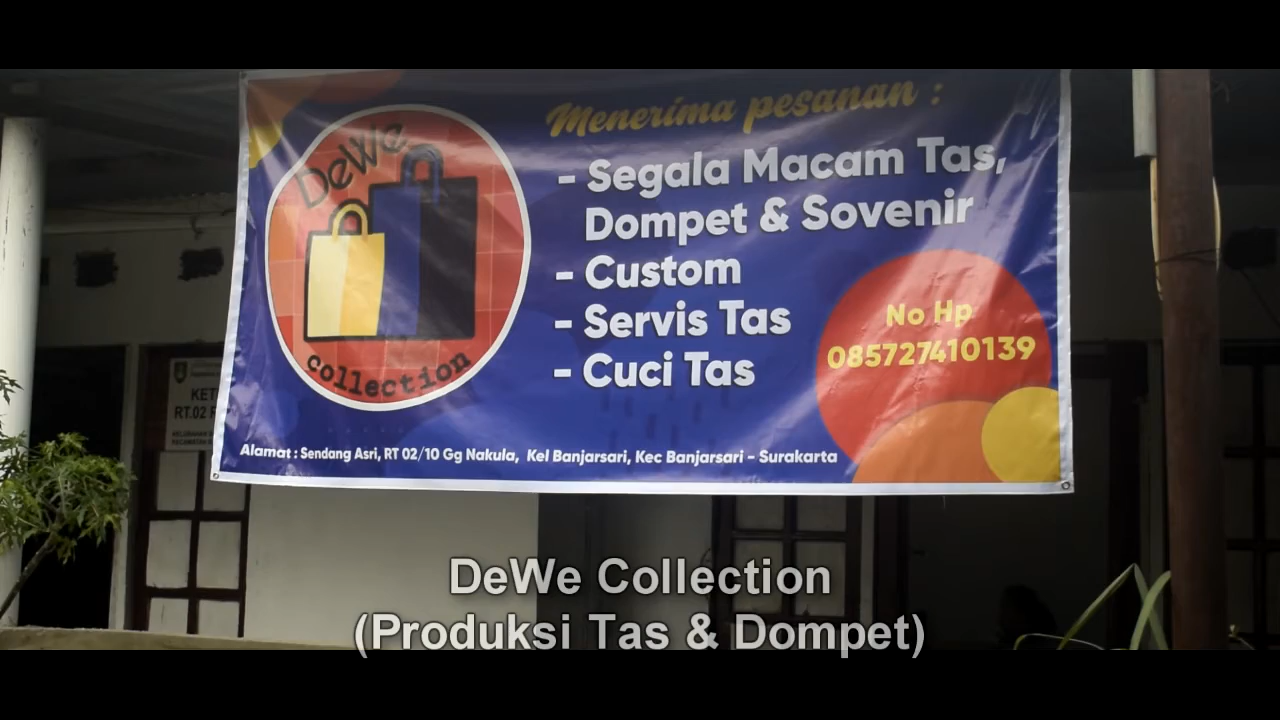 DeWe
collection
Menerima pesanan :
- Segala Macam Tas,
Dompet & Sovenir
- Custom
- Servis Tas
- Cuci Tas
No Hp
085727410139
Alamat : Sendang Asri, RT 02/10 Gg Nakula, Kel Banjarsari, Kec Banjarsari - Surakarta
RT.02
DeWe Collection
(Produksi Tas & Dompet)